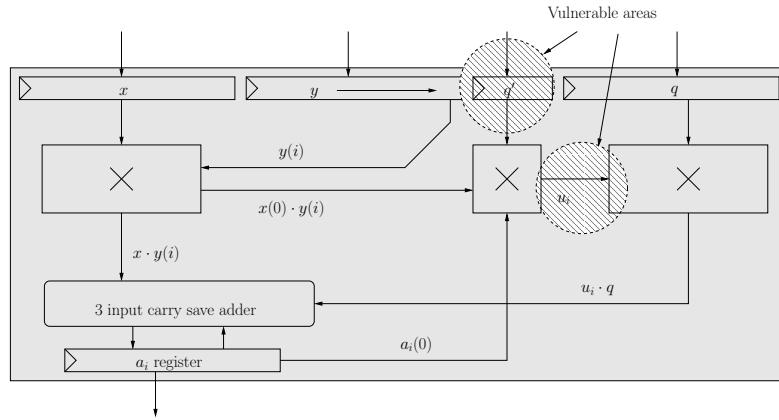 Vulnerable areas
x
y
q′
q
y(i)
x(0) · y(i)
u_i
x · y(i)
u_i · q
3 input carry save adder
a_i(0)
a_i register